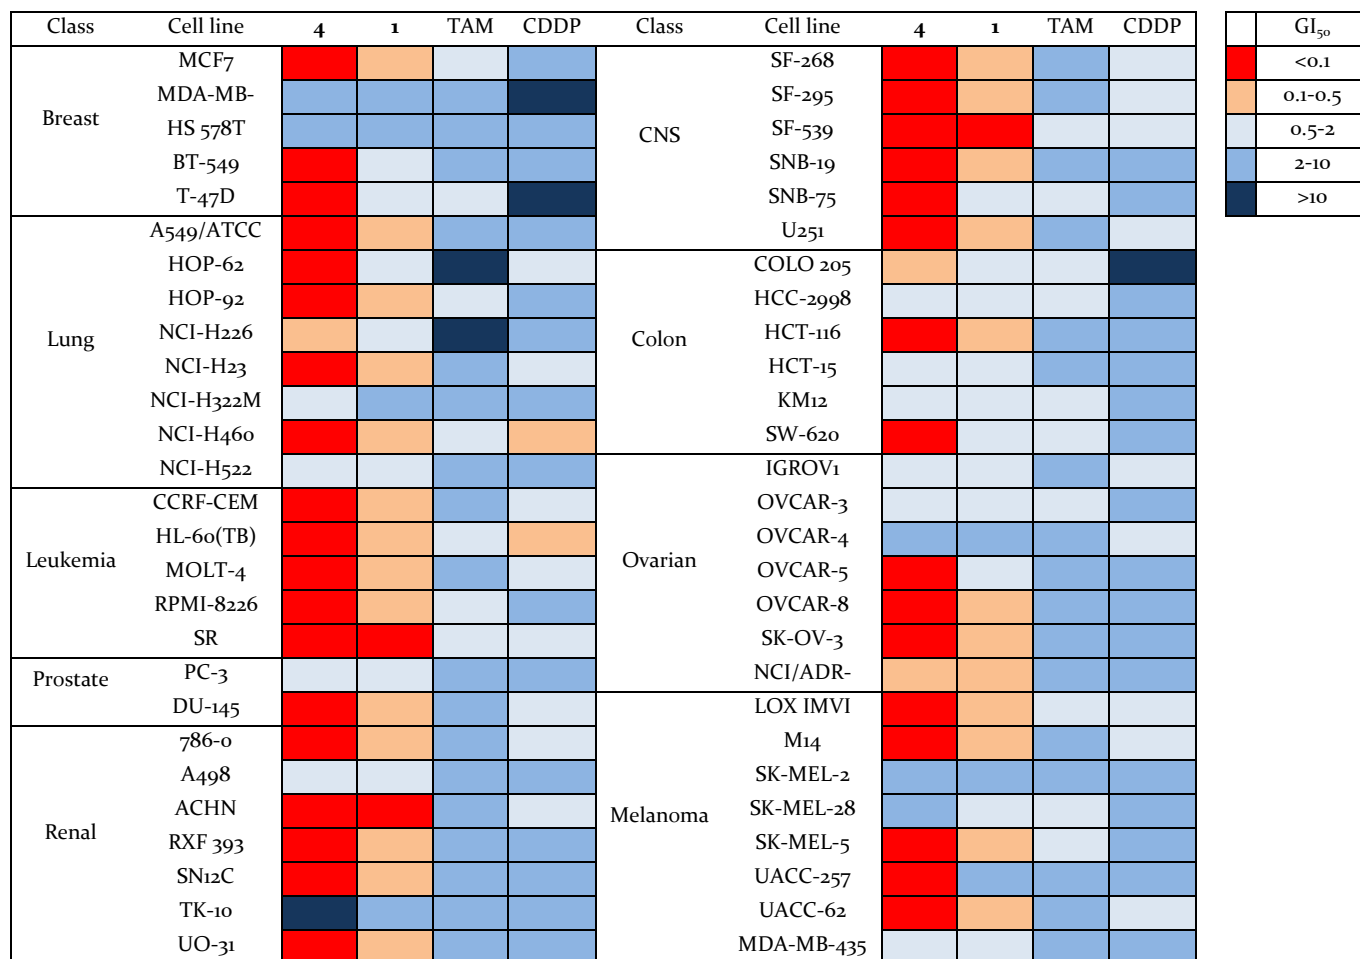 Class Cell line 4 1 TAM CDDP Class Cell line 4 1 TAM CDDP GI₅₀
MCF7 SF-268 <0.1
MDA-MB- SF-295 0.1-0.5
Breast HS 578T CNS SF-539 0.5-2
BT-549 SNB-19 2-10
T-47D SNB-75 >10
A549/ATCC U251
HOP-62 COLO 205
HOP-92 HCC-2998
Lung NCI-H226 Colon HCT-116
NCI-H23 HCT-15
NCI-H322M KM12
NCI-H460 SW-620
NCI-H522 IGROV1
CCRF-CEM OVCAR-3
HL-60(TB) OVCAR-4
Leukemia MOLT-4 Ovarian OVCAR-5
RPMI-8226 OVCAR-8
SR SK-OV-3
Prostate PC-3 NCI/ADR-
DU-145 LOX IMVI
786-0 M14
A498 SK-MEL-2
Renal ACHN Melanoma SK-MEL-28
RXF 393 SK-MEL-5
SN12C UACC-257
TK-10 UACC-62
UO-31 MDA-MB-435